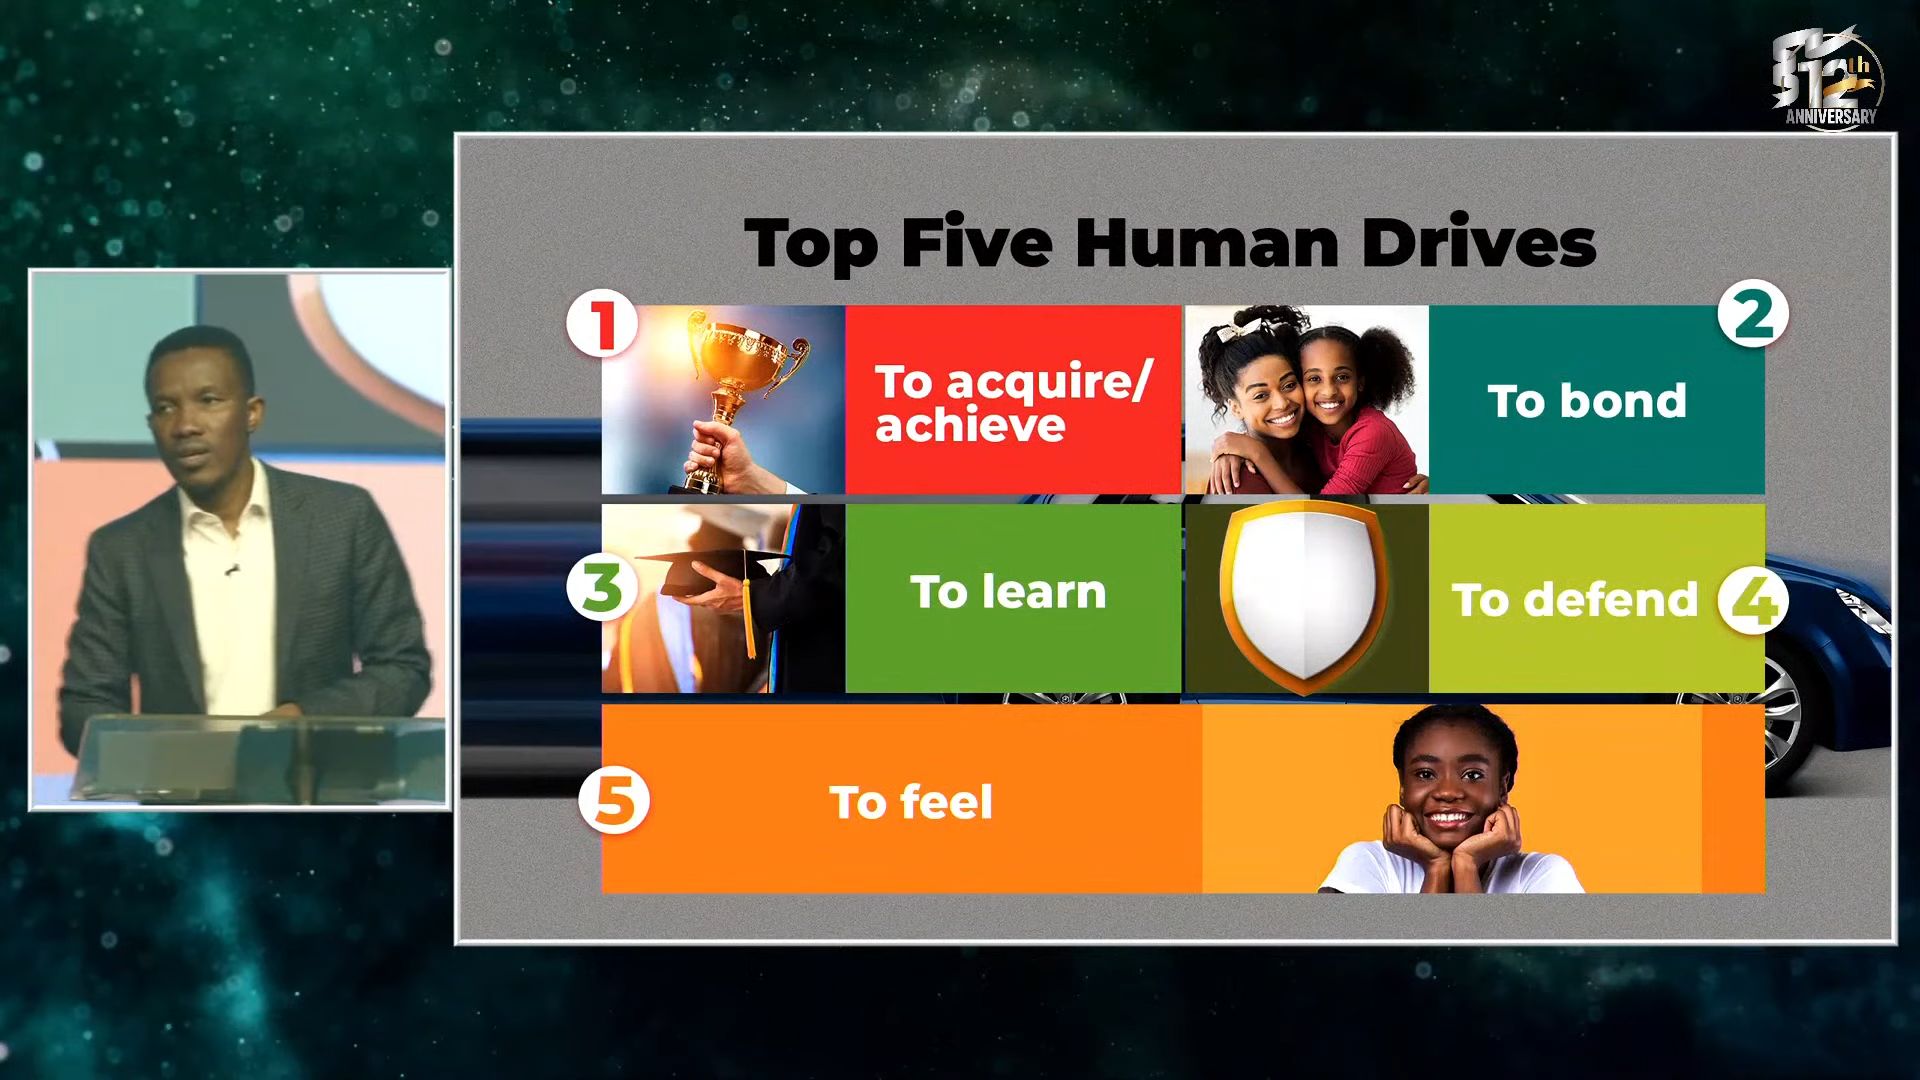 12th
ANNIVERSARY
Top Five Human Drives
1
To acquire/
achieve
2
To bond
3
To learn
To defend
4
5
To feel